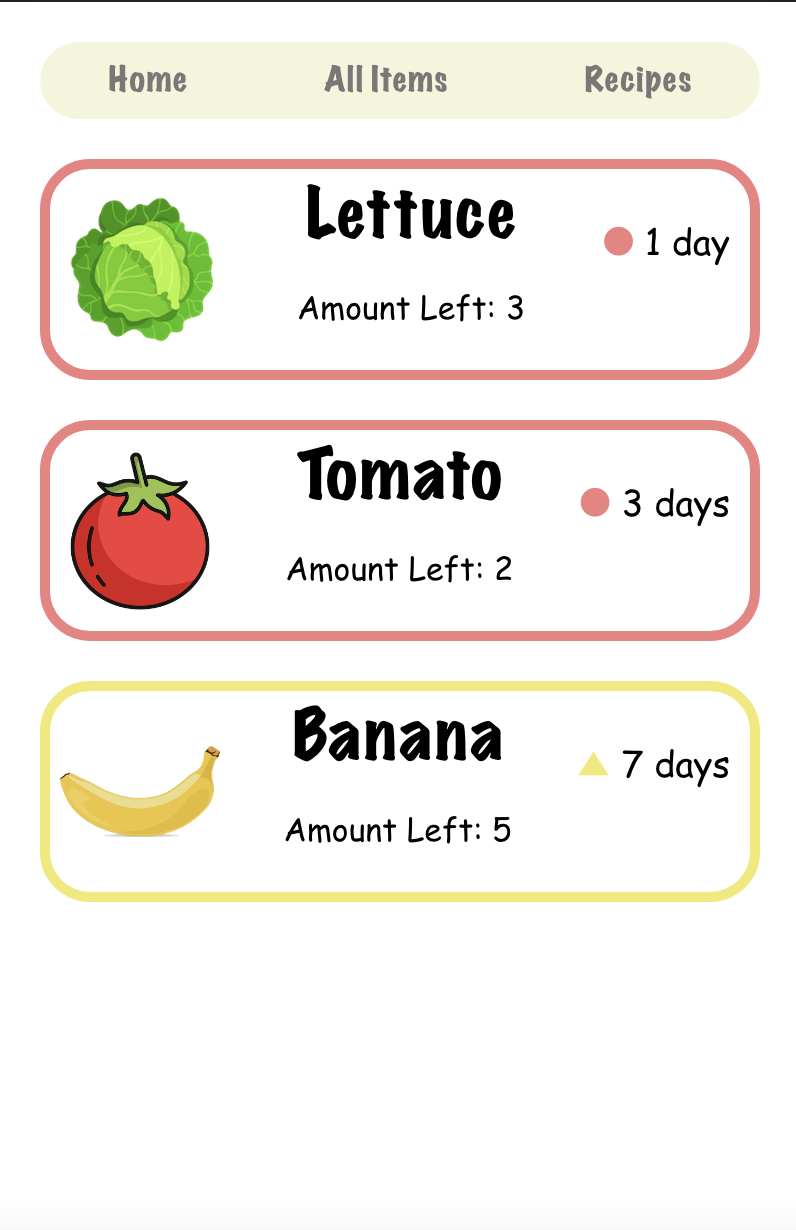 Home All Items Recipes
Lettuce
1 day
Amount Left: 3
Tomato
3 days
Amount Left: 2
Banana
7 days
Amount Left: 5